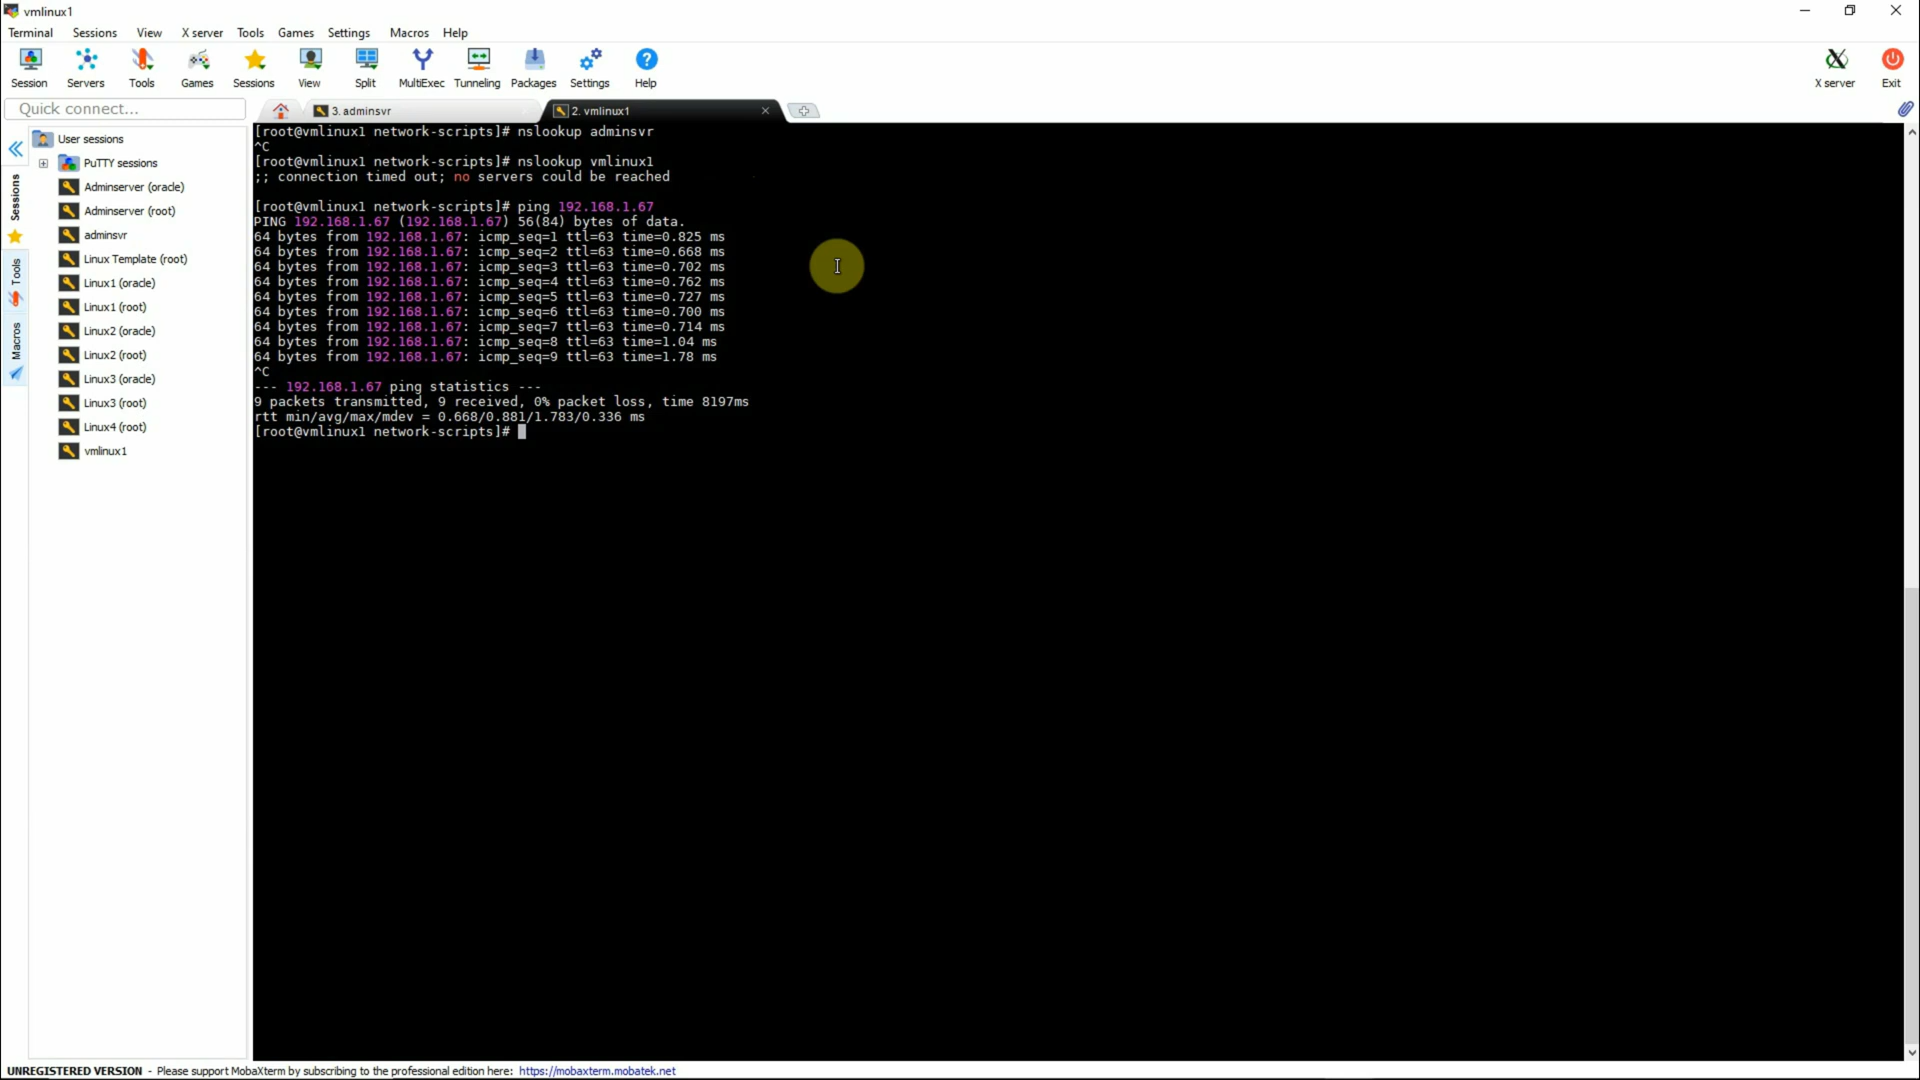 vmlinux1
Terminal Sessions View X server Tools Games Settings Macros Help
Session Servers Tools Games Sessions View Split MultiExec Tunneling Packages Settings Help X server Exit
Quick connect...
3. adminsvr
2. vmlinux1
Sessions
Tools
Macros
User sessions
PuTTY sessions
Adminserver (oracle)
Adminserver (root)
adminsvr
Linux Template (root)
Linux1 (oracle)
Linux1 (root)
Linux2 (oracle)
Linux2 (root)
Linux3 (oracle)
Linux3 (root)
Linux4 (root)
vmlinux1
[root@vmlinux1 network-scripts]# nslookup adminsvr
^C
[root@vmlinux1 network-scripts]# nslookup vmlinux1
;; connection timed out; no servers could be reached
[root@vmlinux1 network-scripts]# ping 192.168.1.67
PING 192.168.1.67 (192.168.1.67) 56(84) bytes of data.
64 bytes from 192.168.1.67: icmp_seq=1 ttl=63 time=0.825 ms
64 bytes from 192.168.1.67: icmp_seq=2 ttl=63 time=0.668 ms
64 bytes from 192.168.1.67: icmp_seq=3 ttl=63 time=0.702 ms
64 bytes from 192.168.1.67: icmp_seq=4 ttl=63 time=0.762 ms
64 bytes from 192.168.1.67: icmp_seq=5 ttl=63 time=0.727 ms
64 bytes from 192.168.1.67: icmp_seq=6 ttl=63 time=0.700 ms
64 bytes from 192.168.1.67: icmp_seq=7 ttl=63 time=0.714 ms
64 bytes from 192.168.1.67: icmp_seq=8 ttl=63 time=1.04 ms
64 bytes from 192.168.1.67: icmp_seq=9 ttl=63 time=1.78 ms
^C
--- 192.168.1.67 ping statistics ---
9 packets transmitted, 9 received, 0% packet loss, time 8197ms
rtt min/avg/max/mdev = 0.668/0.881/1.783/0.336 ms
[root@vmlinux1 network-scripts]#
UNREGISTERED VERSION - Please support MobaXterm by subscribing to the professional edition here: https://mobaxterm.mobatek.net